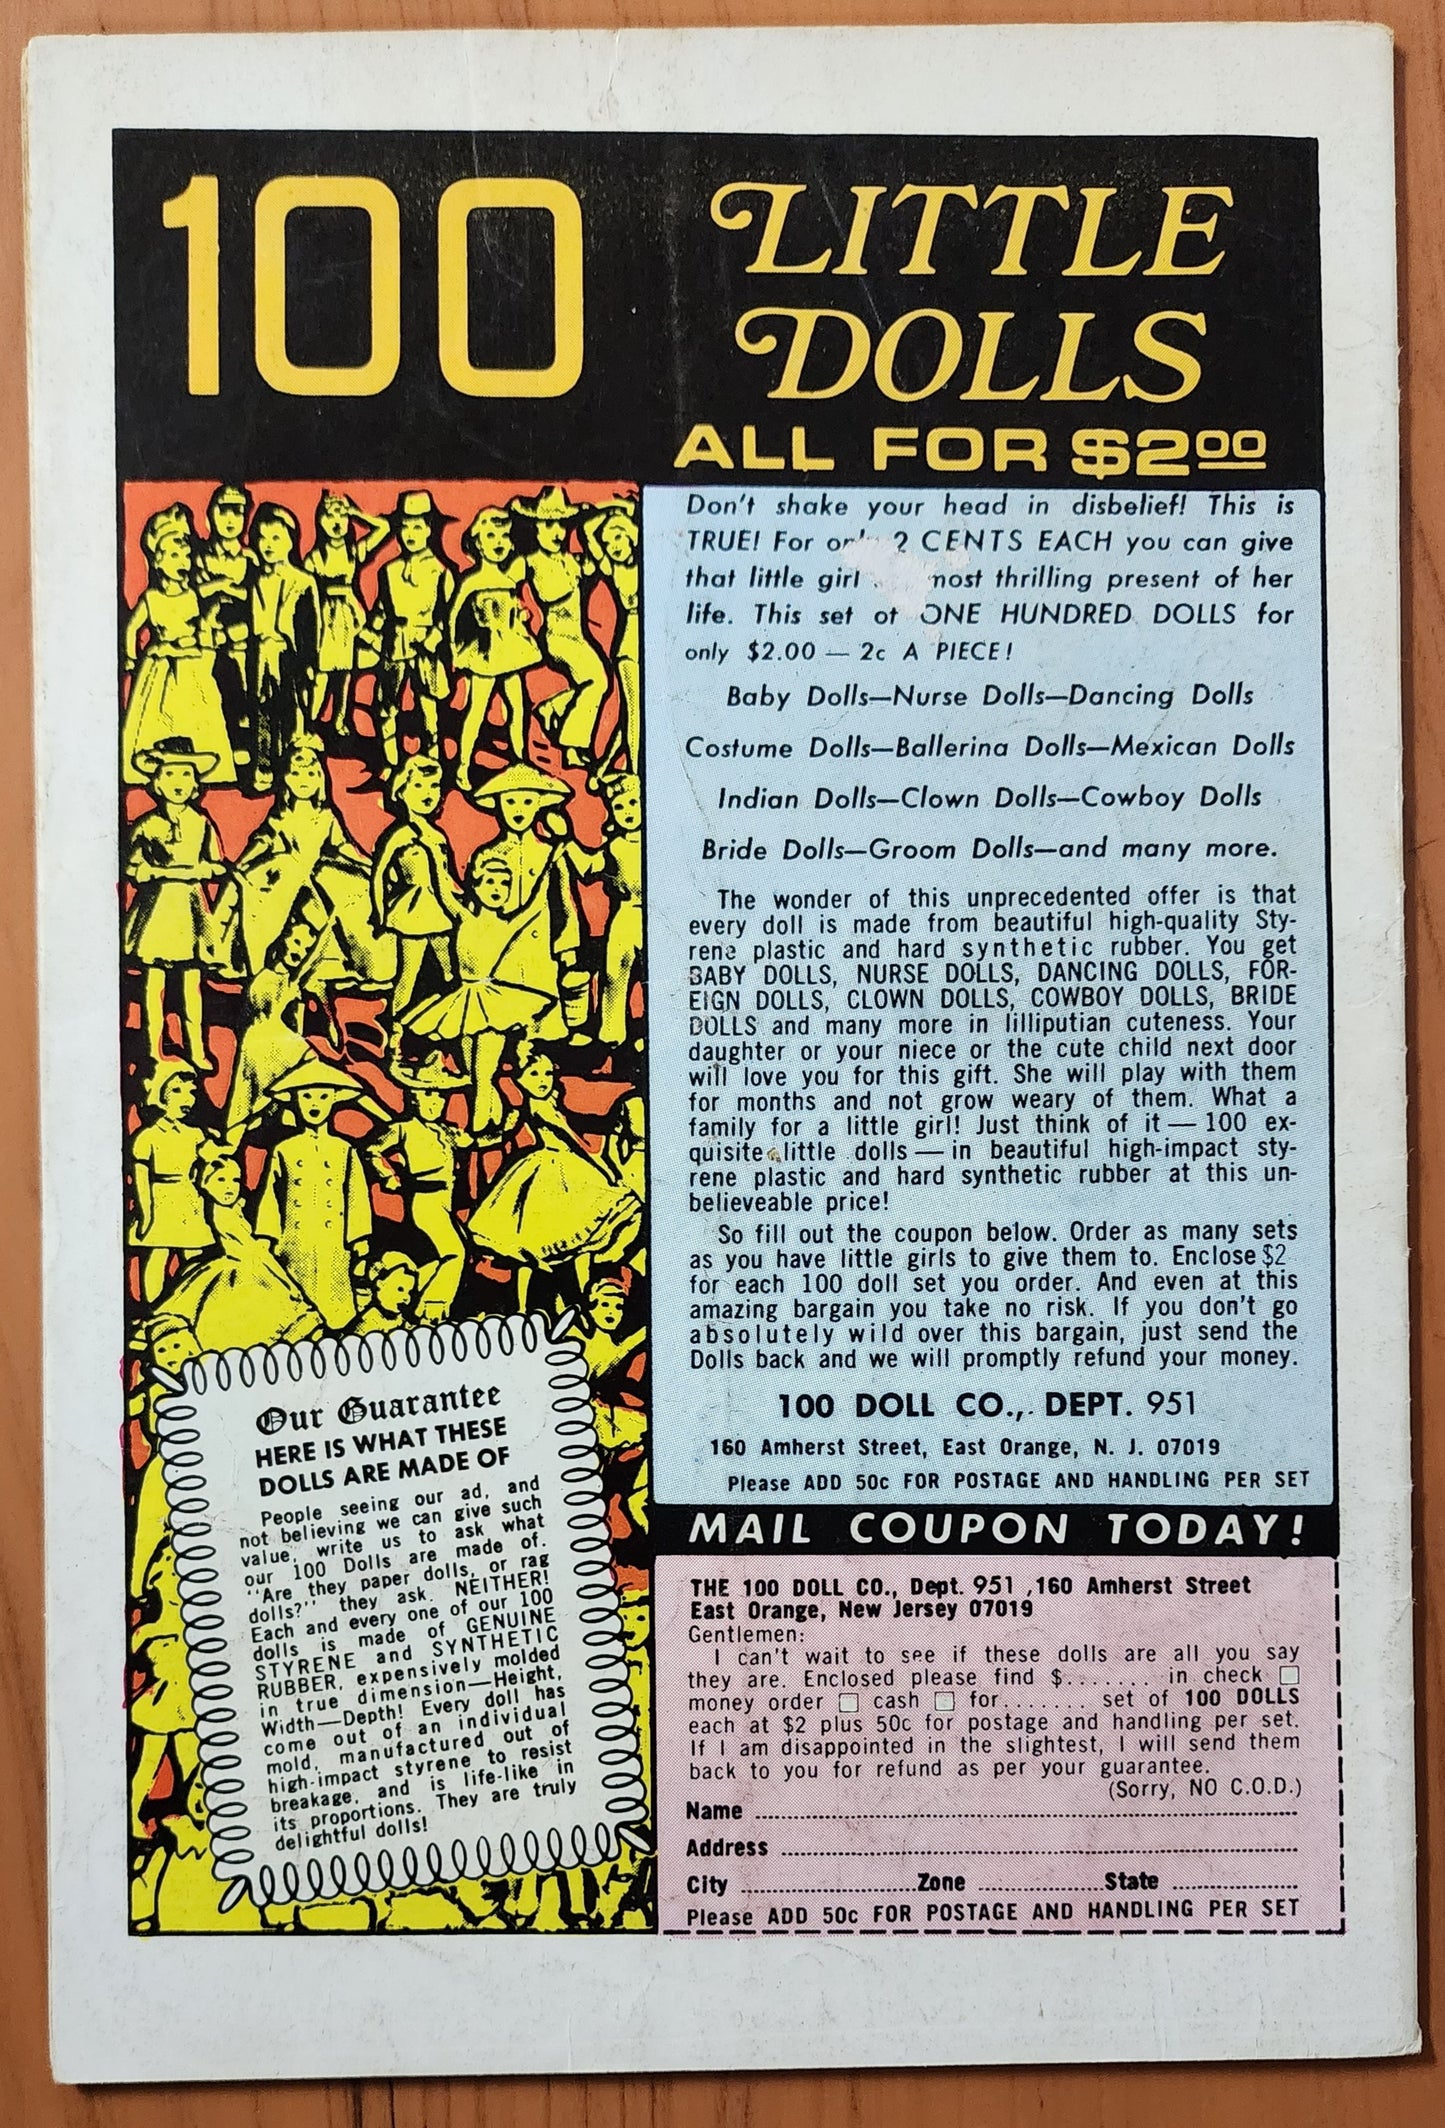 100
LITTLE
DOLLS
ALL FOR $2.00
Don't shake your head in disbelief! This is
TRUE! For 2 CENTS EACH you can give
that little girl most thrilling present of her
life. This set of ONE HUNDRED DOLLS for
only $2.00 — 2c A PIECE!
Baby Dolls—Nurse Dolls—Dancing Dolls
Costume Dolls—Ballerina Dolls—Mexican Dolls
Indian Dolls—Clown Dolls—Cowboy Dolls
Bride Dolls—Groom Dolls—and many more.
The wonder of this unprecedented offer is that
every doll is made from beautiful high-quality Sty-
rene plastic and hard synthetic rubber. You get
BABY DOLLS, NURSE DOLLS, DANCING DOLLS, FOR-
EIGN DOLLS, CLOWN DOLLS, COWBOY DOLLS, BRIDE
DOLLS and many more in lilliputian cuteness. Your
daughter or your niece or the cute child next door
will love you for this gift. She will play with them
for months and not grow weary of them. What a
family for a little girl! Just think of it — 100 ex-
quisite little dolls — in beautiful high-impact sty-
rene plastic and hard synthetic rubber at this un-
believeable price!
So fill out the coupon below. Order as many sets
as you have little girls to give them to. Enclose $2
for each 100 doll set you order. And even at this
amazing bargain you take no risk. If you don't go
absolutely wild over this bargain, just send the
Dolls back and we will promptly refund your money.
100 DOLL CO., DEPT. 951
160 Amherst Street, East Orange, N. J. 07019
Please ADD 50c FOR POSTAGE AND HANDLING PER SET
Our Guarantee
HERE IS WHAT THESE
DOLLS ARE MADE OF
People seeing our ad, and
not believing we can give such
value, write us to ask what
our 100 Dolls are made of.
"Are they paper dolls, or rag
dolls?" they ask. NEITHER!
Each and every one of our 100
dolls is made of GENUINE
STYRENE and SYNTHETIC
RUBBER, expensively molded
in true dimension—Height,
Width—Depth! Every doll has
come out of an individual
mold, manufactured out of
high-impact styrene to resist
breakage, and is life-like in
its proportions. They are truly
delightful dolls!
MAIL COUPON TODAY!
THE 100 DOLL CO., Dept. 951 ,160 Amherst Street
East Orange, New Jersey 07019
Gentlemen:
I can't wait to see if these dolls are all you say
they are. Enclosed please find $........ in check □
money order □ cash □ for........ set of 100 DOLLS
each at $2 plus 50c for postage and handling per set.
If I am disappointed in the slightest, I will send them
back to you for refund as per your guarantee.
(Sorry, NO C.O.D.)
Name ........................
Address ........................
City ............ Zone ............ State ............
Please ADD 50c FOR POSTAGE AND HANDLING PER SET